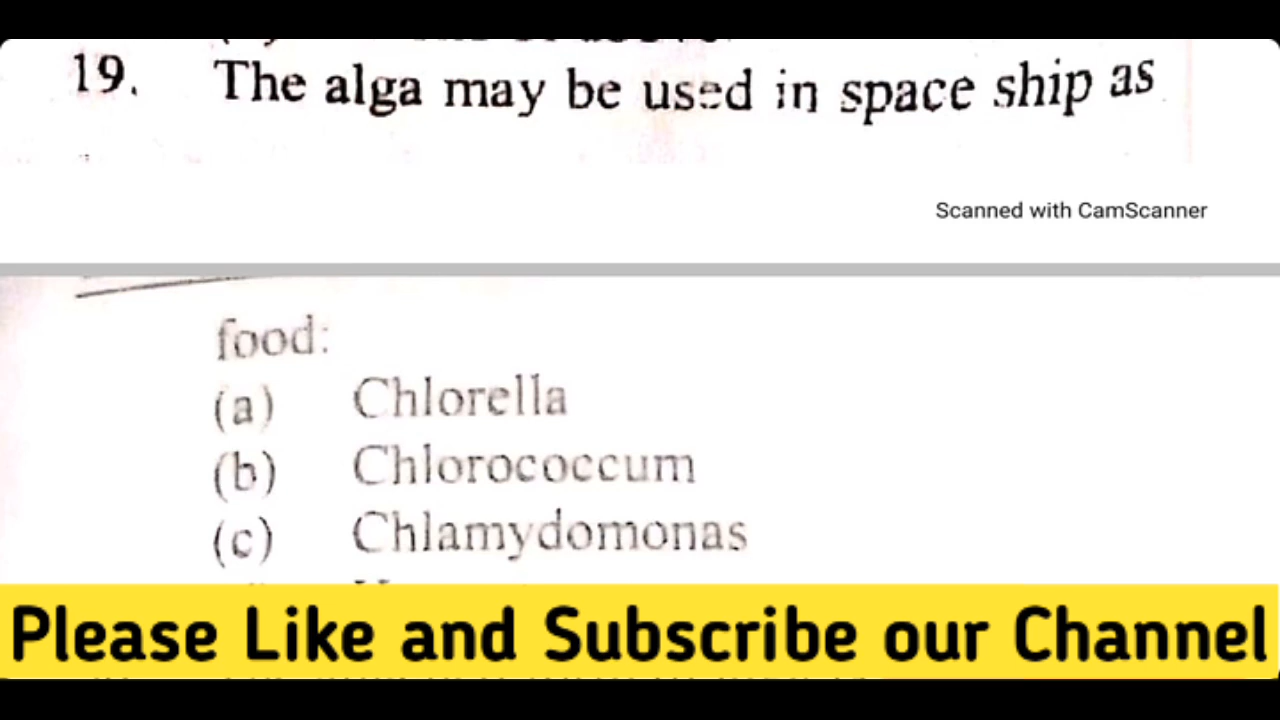 19. The alga may be used in space ship as
Scanned with CamScanner
food:
(a) Chlorella
(b) Chlorococcum
(c) Chlamydomonas
Please Like and Subscribe our Channel